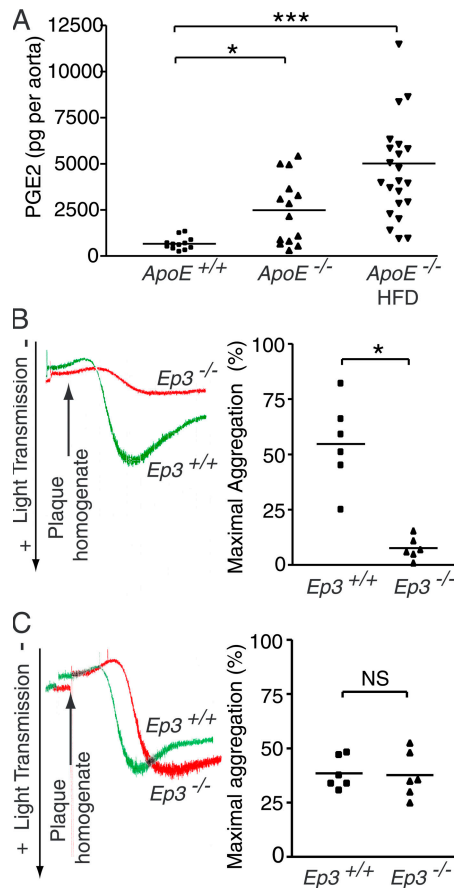 A
***
*
PGE2 (pg per aorta)
12500
10000
7500
5000
2500
0
ApoE +/+
ApoE -/-
ApoE -/-
HFD
B
+ Light Transmission -
Plaque
homogenate
Ep3 -/-
Ep3 +/+
Maximal Aggregation (%)
100
75
50
25
0
*
Ep3 +/+
Ep3 -/-
C
+ Light Transmission -
Plaque
homogenate
Ep3 +/+
Ep3 -/-
Maximal aggregation (%)
100
75
50
25
0
NS
Ep3 +/+
Ep3 -/-